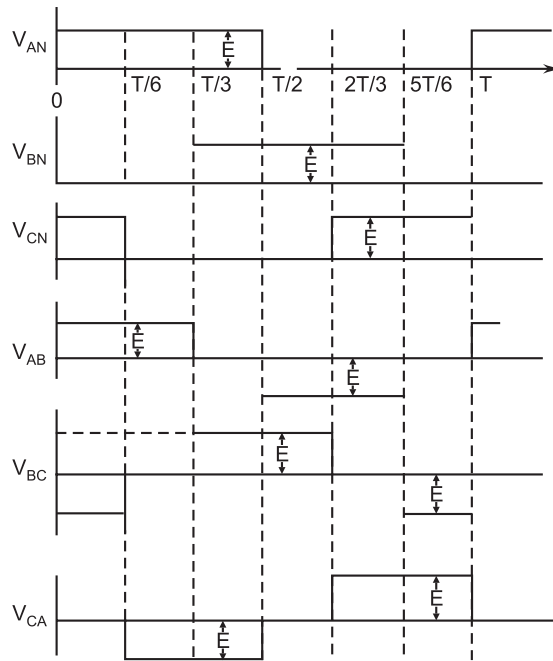 V_AN
E
0
T/6
T/3
T/2
2T/3
5T/6
T
V_BN
E
V_CN
E
V_AB
E
E
V_BC
E
E
V_CA
E
E